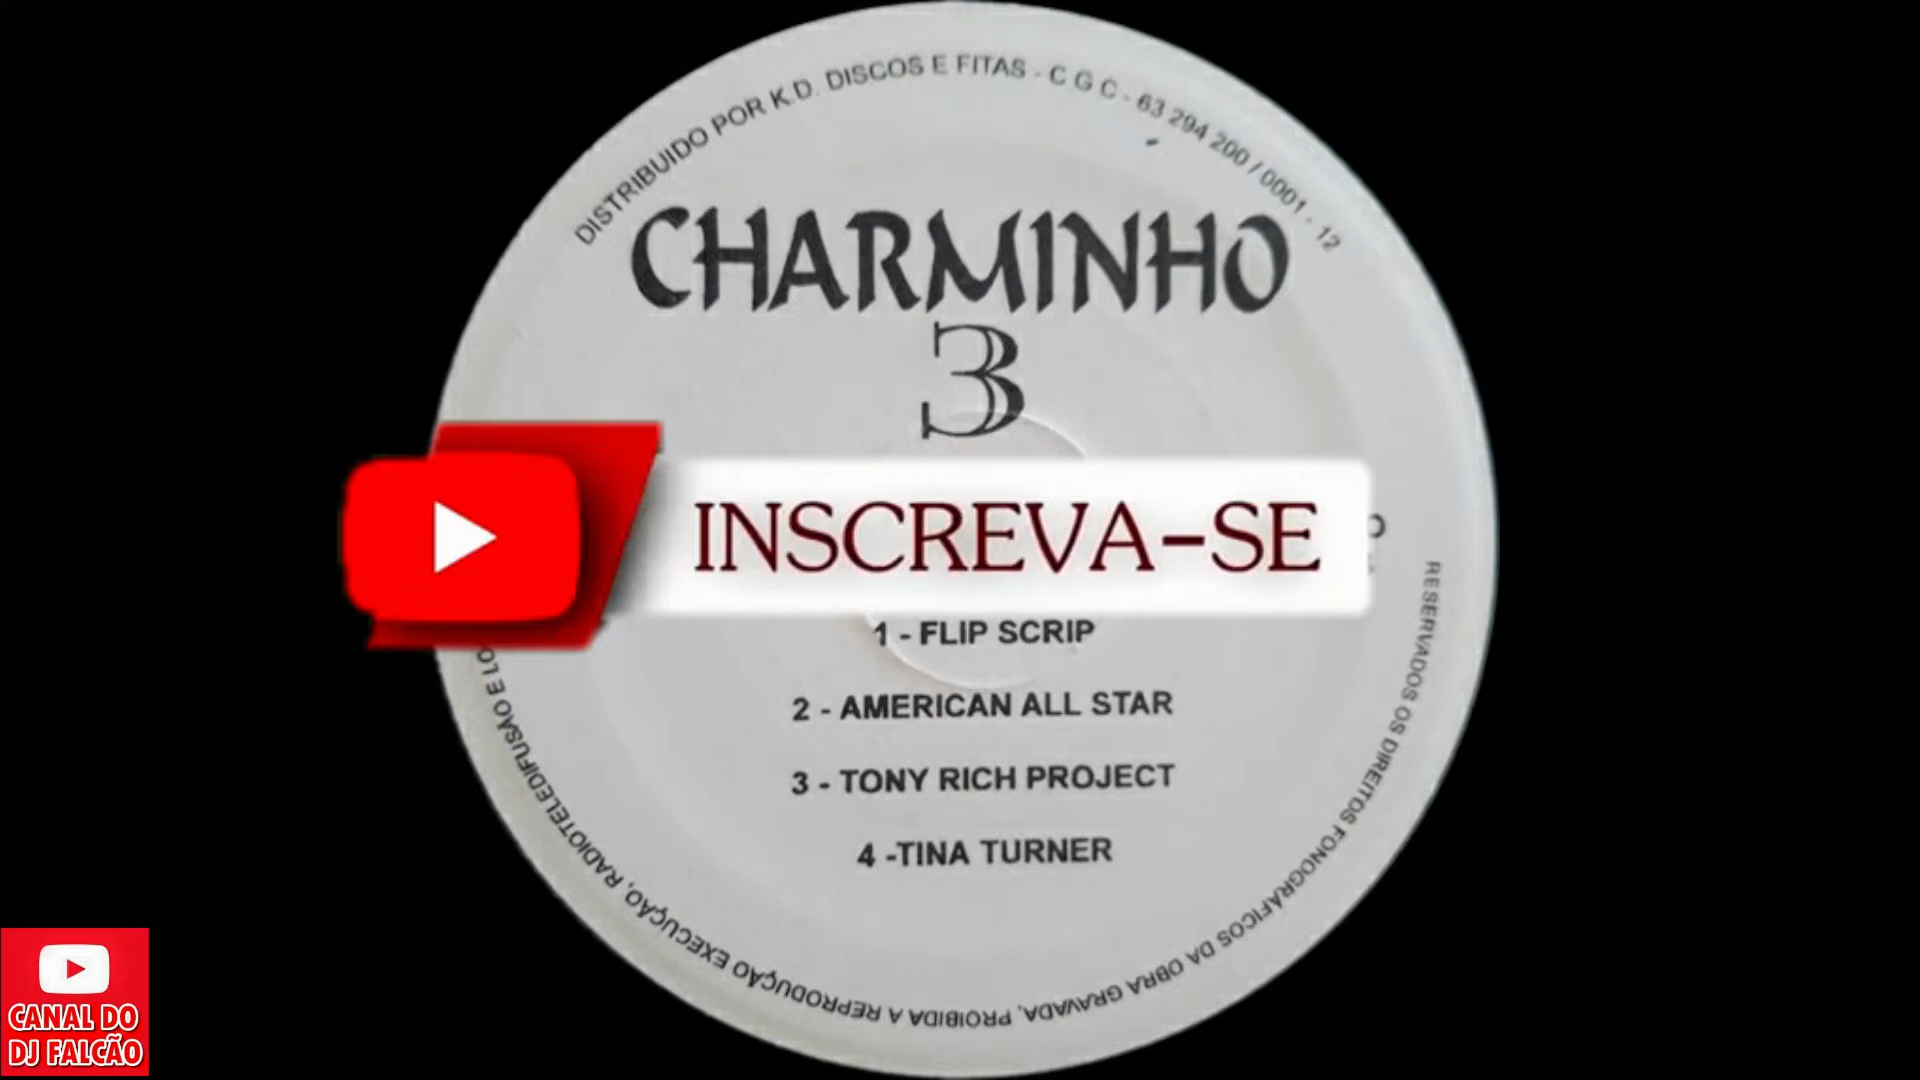 DISTRIBUIDO POR K.D. DISCOS E FITAS - C G C - 63 294 200 / 0001 - 12
CHARMINHO
3
INSCREVA-SE
1 - FLIP SCRIP
2 - AMERICAN ALL STAR
3 - TONY RICH PROJECT
4 -TINA TURNER
RESERVADOS OS DIREITOS FONOGRÁFICOS DA OBRA GRAVADA, PROIBIDA A REPRODUÇÃO EXECUÇÃO, RADIOTELEDIFUSÃO E
CANAL DO
DJ FALCÃO